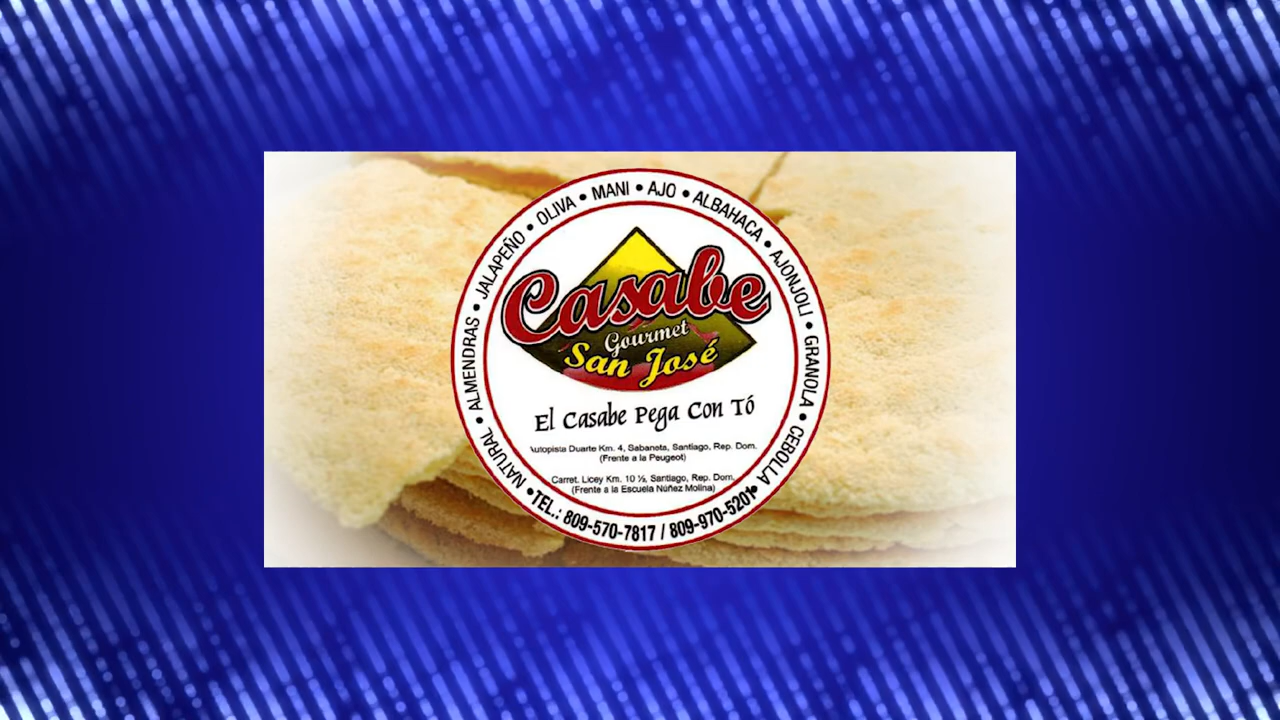 NATURAL • ALMENDRAS • JALAPEÑO • OLIVA • MANI • AJO • ALBAHACA • AJONJOLI • GRANOLA • CEBOLLA
Casabe
Gourmet
San José
El Casabe Pega Con Tó
Autopista Duarte Km. 4, Sabaneta, Santiago, Rep. Dom.
(Frente a la Peugeot)
Carret. Licey Km. 10 ½, Santiago, Rep. Dom.
(Frente a la Escuela Núñez Molina)
•TEL.: 809-570-7817 / 809-970-5201•